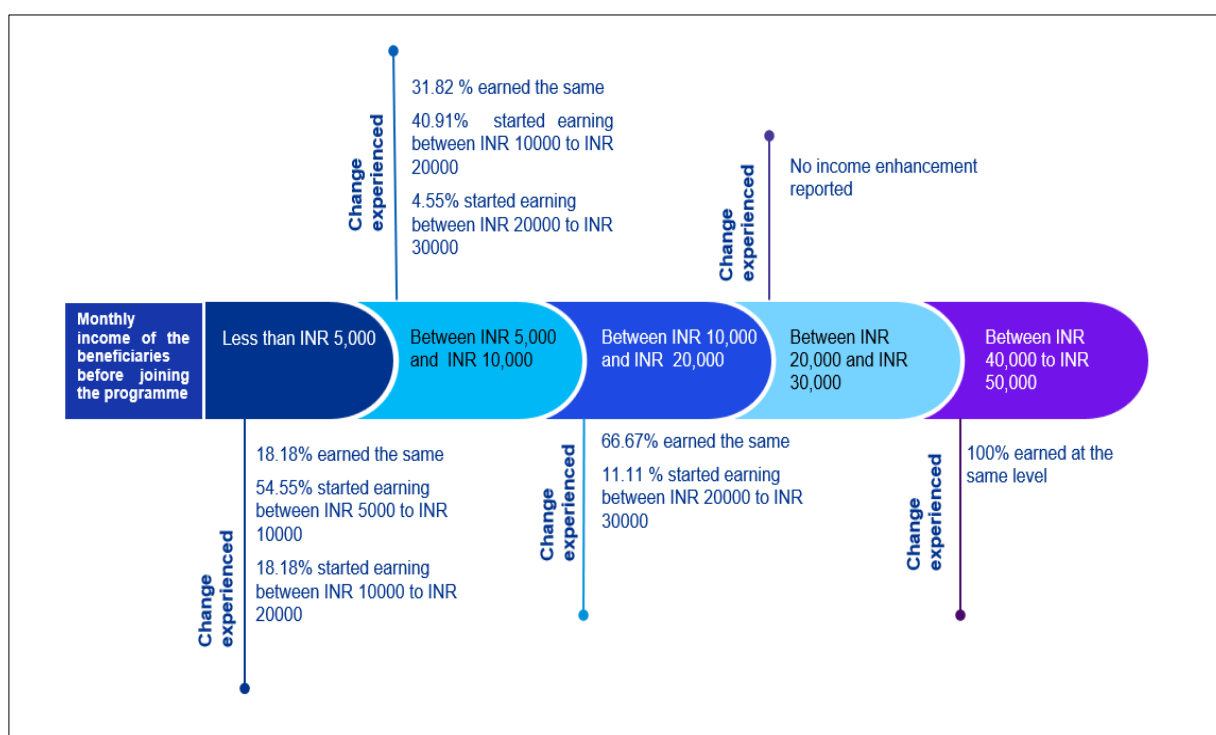 31.82 % earned the same
40.91% started earning
between INR 10000 to INR
20000
4.55% started earning
between INR 20000 to INR
30000
Change
experienced
No income enhancement
reported
Change
experienced
Monthly
income of the
beneficiaries
before joining
the programme
Less than INR 5,000
Between INR 5,000
and INR 10,000
Between INR 10,000
and INR 20,000
Between INR
20,000 and INR
30,000
Between INR
40,000 to INR
50,000
18.18% earned the same
54.55% started earning
between INR 5000 to INR
10000
18.18% started earning
between INR 10000 to INR
20000
Change
experienced
66.67% earned the same
11.11 % started earning
between INR 20000 to INR
30000
Change
experienced
100% earned at the
same level
Change
experienced